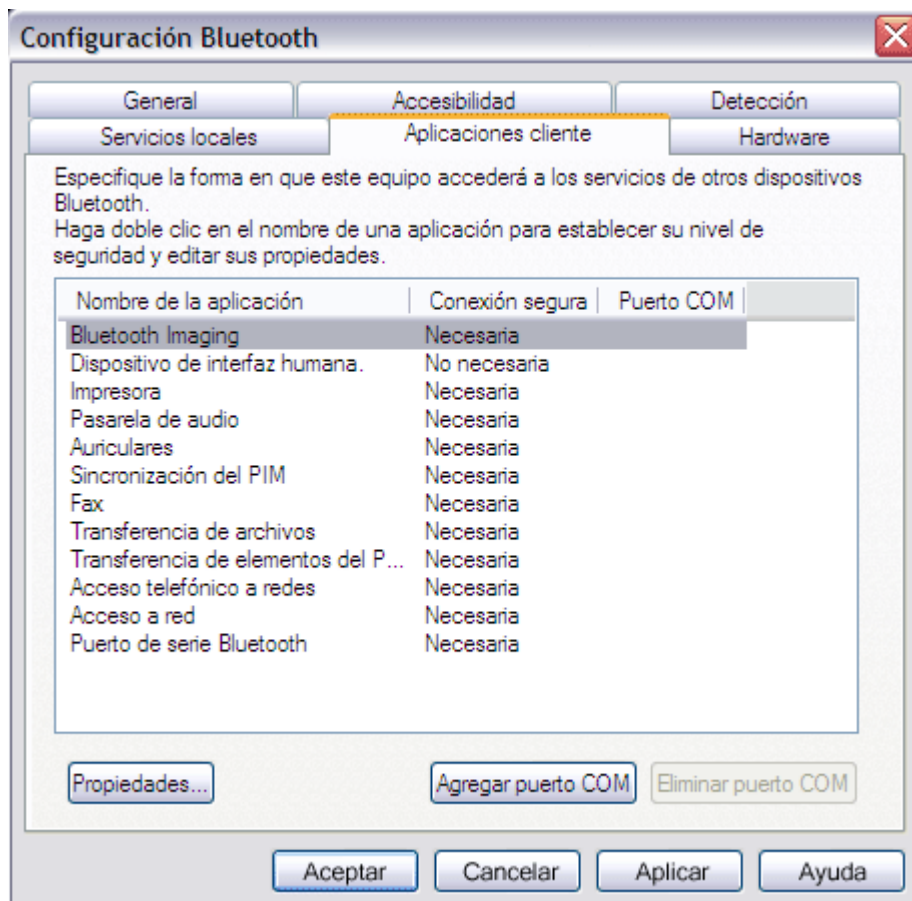 Configuración Bluetooth
General Accesibilidad Detección
Servicios locales Aplicaciones cliente Hardware
Especifique la forma en que este equipo accederá a los servicios de otros dispositivos
Bluetooth.
Haga doble clic en el nombre de una aplicación para establecer su nivel de
seguridad y editar sus propiedades.
Nombre de la aplicación Conexión segura Puerto COM
Bluetooth Imaging Necesaria
Dispositivo de interfaz humana. No necesaria
Impresora Necesaria
Pasarela de audio Necesaria
Auriculares Necesaria
Sincronización del PIM Necesaria
Fax Necesaria
Transferencia de archivos Necesaria
Transferencia de elementos del P... Necesaria
Acceso telefónico a redes Necesaria
Acceso a red Necesaria
Puerto de serie Bluetooth Necesaria
Propiedades... Agregar puerto COM Eliminar puerto COM
Aceptar Cancelar Aplicar Ayuda